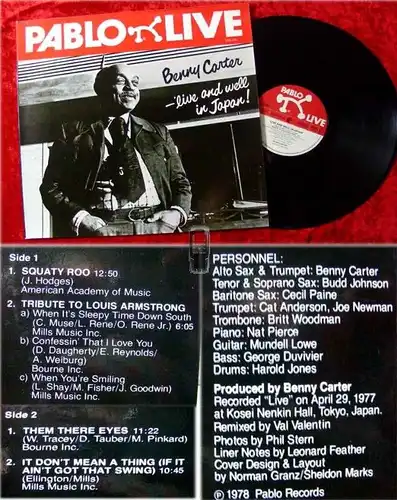 PABLO LIVE
Benny Carter
–'live and well
in Japan!
PABLO LIVE
Side 1
1. SQUATY ROO 12:50
(J. Hodges)
American Academy of Music
2. TRIBUTE TO LOUIS ARMSTRONG
a) When It's Sleepy Time Down South
(C. Muse/L. Rene/O. Rene Jr.) 6:05
Mills Music Inc.
b) Confessin' That I Love You
(D. Daugherty/E. Reynolds/
A. Weiburg)
Bourne Inc.
c) When You're Smiling
(L. Shay/M. Fisher/J. Goodwin)
Mills Music Inc.
Side 2
1. THEM THERE EYES 11:22
(W. Tracey/D. Tauber/M. Pinkard)
Bourne Inc.
2. IT DON'T MEAN A THING (IF IT
AIN'T GOT THAT SWING) 10:45
(Ellington/Mills)
Mills Music Inc.
PERSONNEL:
Alto Sax & Trumpet: Benny Carter
Tenor & Soprano Sax: Budd Johnson
Baritone Sax: Cecil Paine
Trumpet: Cat Anderson, Joe Newman
Trombone: Britt Woodman
Piano: Nat Pierce
Guitar: Mundell Lowe
Bass: George Duvivier
Drums: Harold Jones
Produced by Benny Carter
Recorded "Live" on April 29, 1977
at Kosei Nenkin Hall, Tokyo, Japan.
Remixed by Val Valentin
Photos by Phil Stern
Liner Notes by Leonard Feather
Cover Design & Layout
by Norman Granz/Sheldon Marks
℗ 1978 Pablo Records